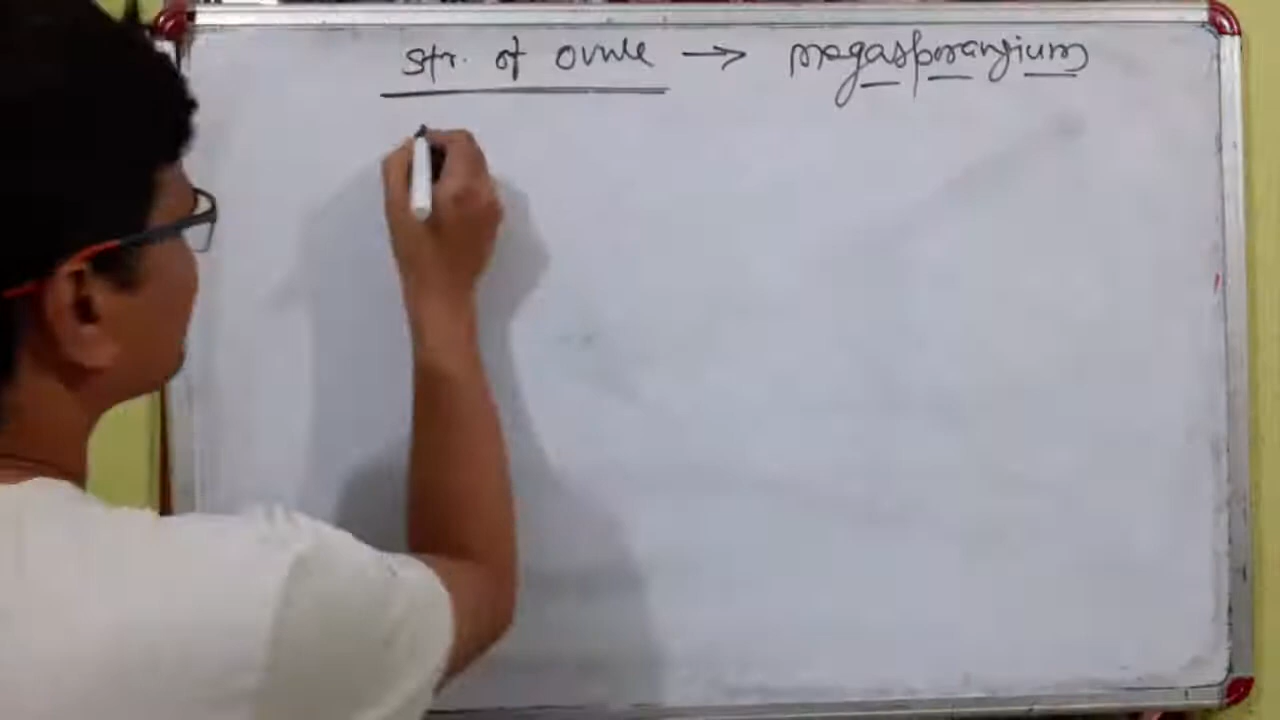 str. of ovule → megasporangium